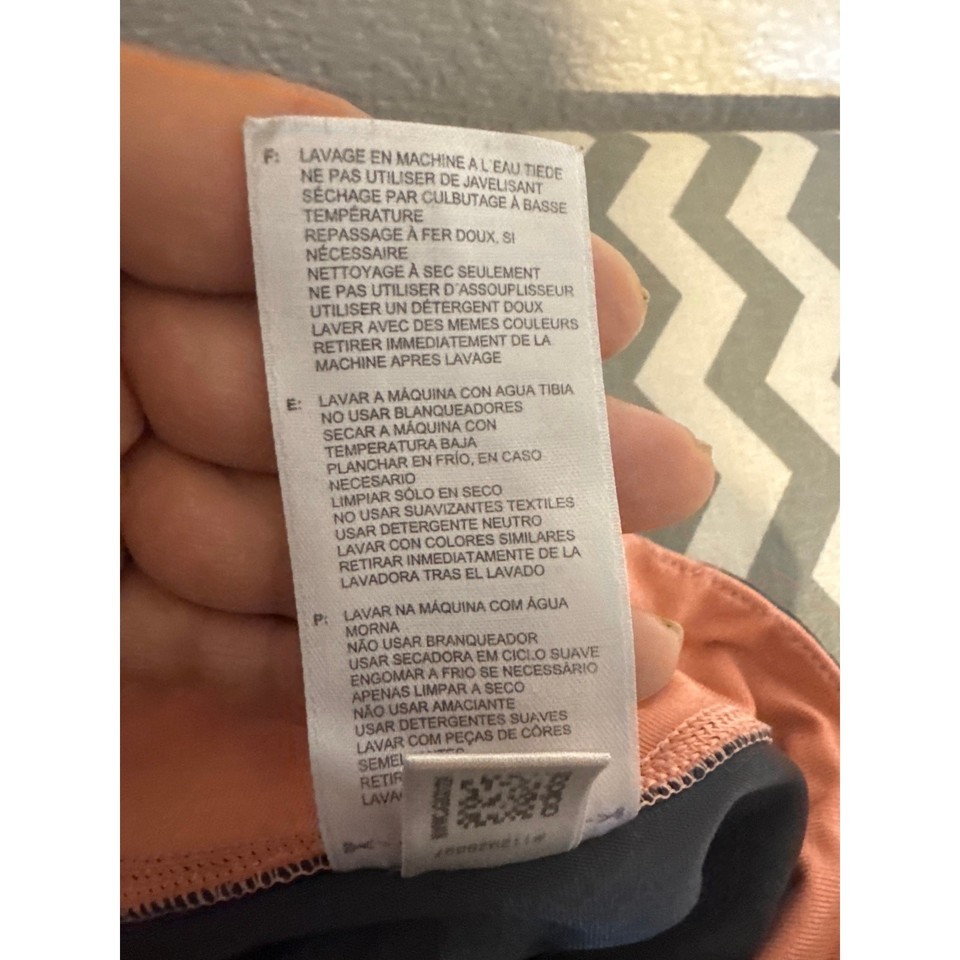 F: LAVAGE EN MACHINE A L'EAU TIEDE
NE PAS UTILISER DE JAVELISANT
SÉCHAGE PAR CULBUTAGE À BASSE
TEMPÉRATURE
REPASSAGE À FER DOUX, SI
NÉCESSAIRE
NETTOYAGE À SEC SEULEMENT
NE PAS UTILISER D'ASSOUPLISSEUR
UTILISER UN DÉTERGENT DOUX
LAVER AVEC DES MEMES COULEURS
RETIRER IMMEDIATEMENT DE LA
MACHINE APRES LAVAGE
E: LAVAR A MÁQUINA CON AGUA TIBIA
NO USAR BLANQUEADORES
SECAR A MÁQUINA CON
TEMPERATURA BAJA
PLANCHAR EN FRÍO, EN CASO
NECESARIO
LIMPIAR SÓLO EN SECO
NO USAR SUAVIZANTES TEXTILES
USAR DETERGENTE NEUTRO
LAVAR CON COLORES SIMILARES
RETIRAR INMEDIATAMENTE DE LA
LAVADORA TRAS EL LAVADO
P: LAVAR NA MÁQUINA COM ÁGUA
MORNA
NÃO USAR BRANQUEADOR
USAR SECADORA EM CICLO SUAVE
ENGOMAR A FRIO SE NECESSÁRIO
APENAS LIMPAR A SECO
NÃO USAR AMACIANTE
USAR DETERGENTES SUAVES
LAVAR COM PEÇAS DE CÔRES